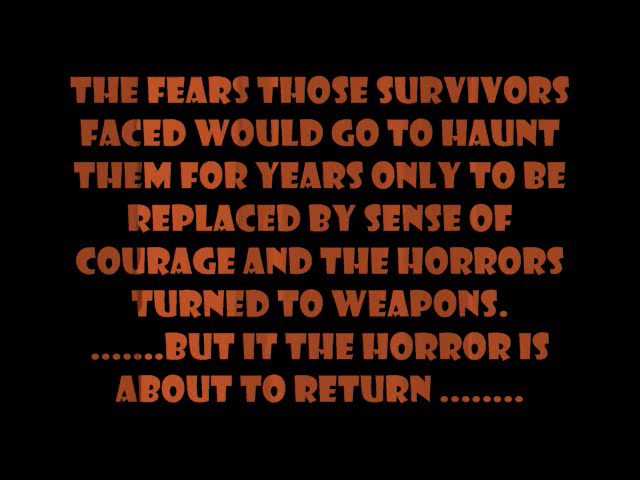 THE FEARS THOSE SURVIVORS
FACED WOULD GO TO HAUNT
THEM FOR YEARS ONLY TO BE
REPLACED BY SENSE OF
COURAGE AND THE HORRORS
TURNED TO WEAPONS.
.......BUT IT THE HORROR IS
ABOUT TO RETURN ........